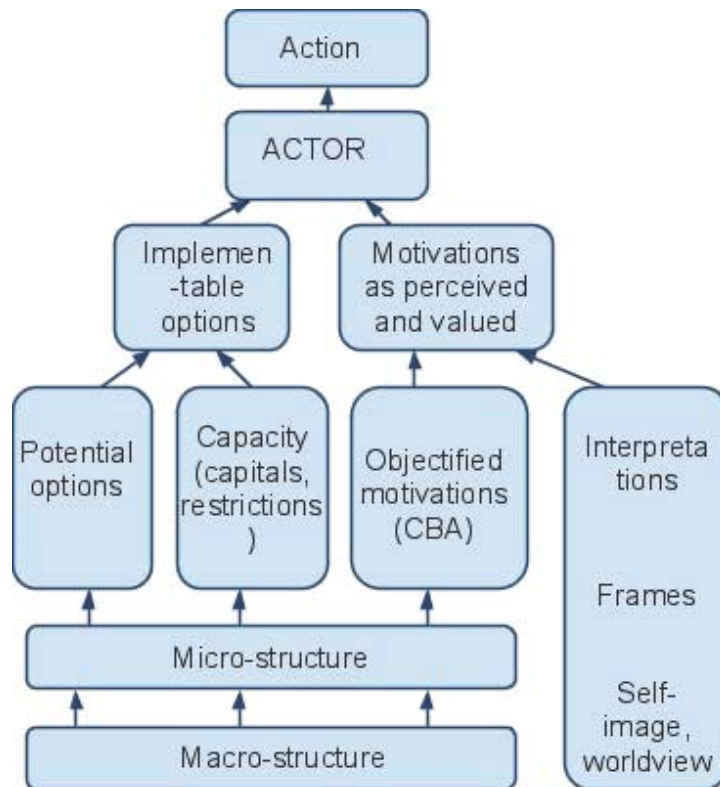 Action
ACTOR
Implemen
-table
options
Motivations
as perceived
and valued
Potential
options
Capacity
(capitals,
restrictions
)
Objectified
motivations
(CBA)
Interpreta
tions
Frames
Self-
image,
worldview
Micro-structure
Macro-structure